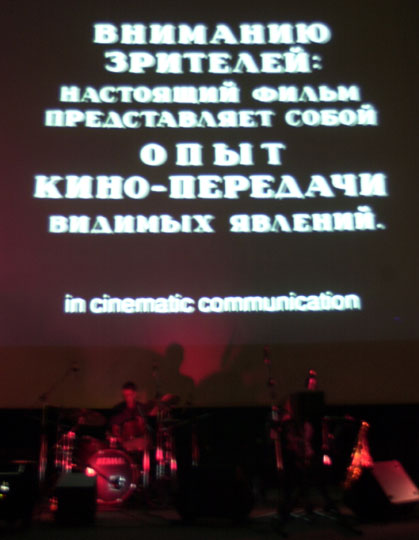 ВНИМАНИЮ
ЗРИТЕЛЕЙ:
НАСТОЯЩИЙ ФИЛЬМ
ПРЕДСТАВЛЯЕТ СОБОЙ
ОПЫТ
КИНО-ПЕРЕДАЧИ
ВИДИМЫХ ЯВЛЕНИЙ.
in cinematic communication